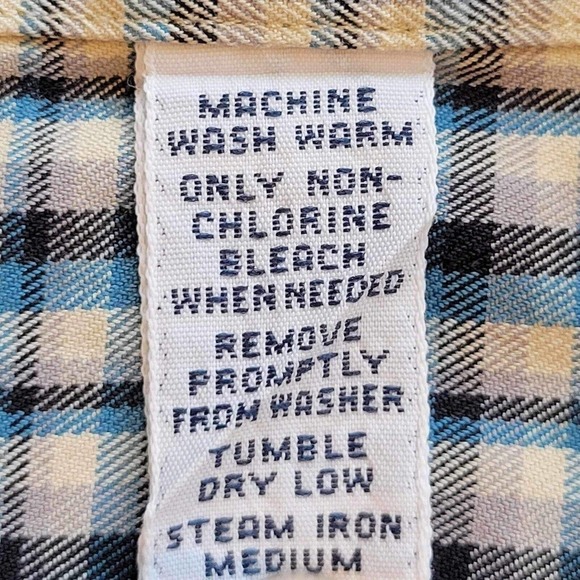 MACHINE
WASH WARM
ONLY NON-
CHLORINE
BLEACH
WHEN NEEDED
REMOVE
PROMPTLY
FROM WASHER
TUMBLE
DRY LOW
STEAM IRON
MEDIUM